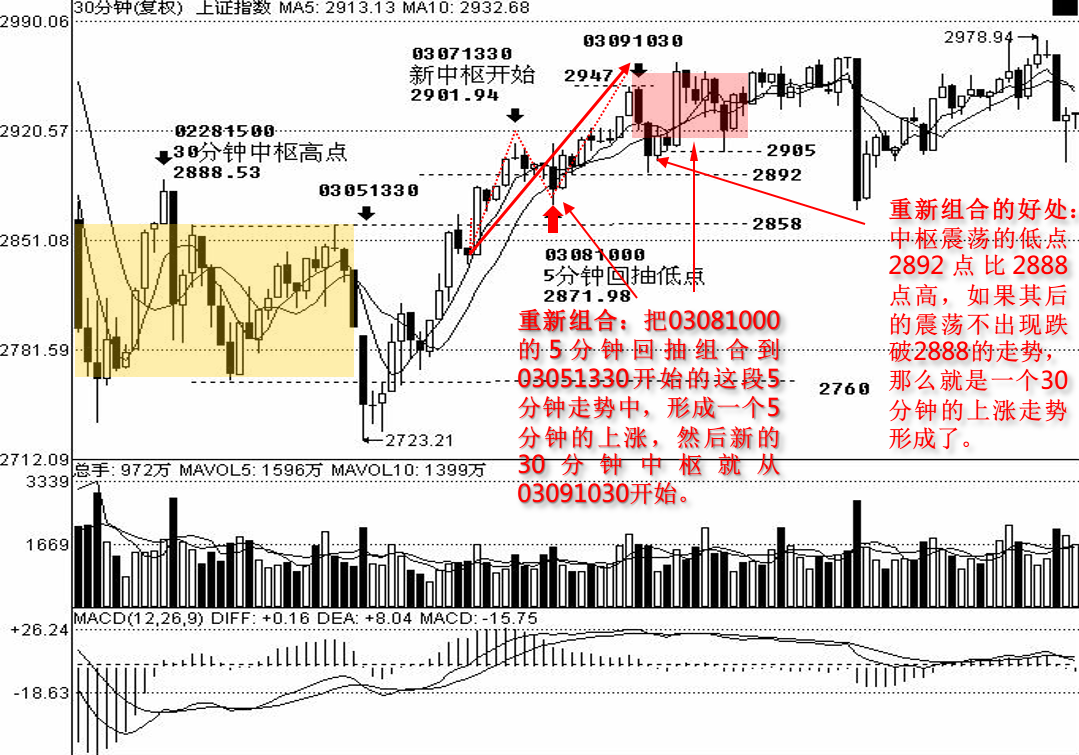 30分钟(复权) 上证指数 MA5: 2913.13 MA10: 2932.68
2990.06
2920.57
2851.08
2781.59
2712.09
02281500
30分钟中枢高点
2888.53
03051330
03071330
新中枢开始
2901.94
03091030
2947
2978.94
2905
2892
2858
2760
2723.21
03081000
5分钟回抽低点
2871.98
重新组合：把03081000
的5分钟回抽组合到
03051330开始的这段5
分钟走势中，形成一个5
分钟的上涨，然后新的
30分钟中枢就从
03091030开始。
重新组合的好处：
中枢震荡的低点
2892点比2888
点高，如果其后
的震荡不出现跌
破2888的走势，
那么就是一个30
分钟的上涨走势
形成了。
总手: 972万 MAVOL5: 1596万 MAVOL10: 1399万
3339
1669
MACD(12,26,9) DIFF: +0.16 DEA: +8.04 MACD: -15.75
+26.24
-18.63